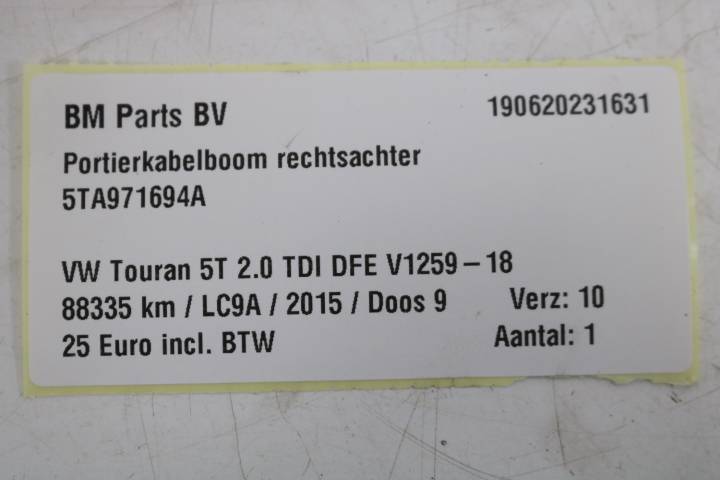 BM Parts BV 190620231631
Portierkabelboom rechtsachter
5TA971694A
VW Touran 5T 2.0 TDI DFE V1259-18
88335 km / LC9A / 2015 / Doos 9 Verz: 10
25 Euro incl. BTW Aantal: 1